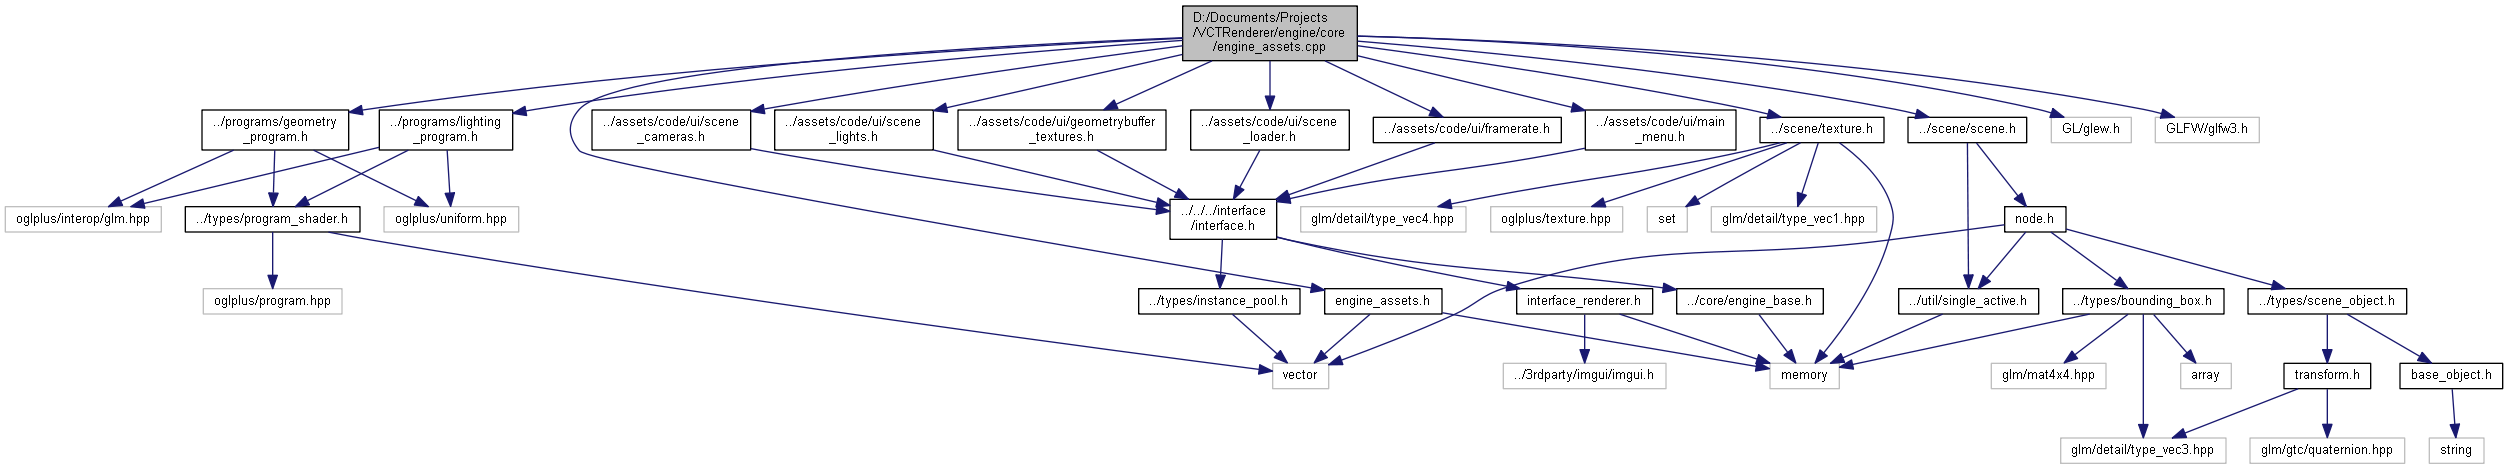 D:/Documents/Projects
/VCTRenderer/engine/core
/engine_assets.cpp
../programs/geometry
_program.h
../programs/lighting
_program.h
../assets/code/ui/scene
_cameras.h
../assets/code/ui/scene
_lights.h
../assets/code/ui/geometrybuffer
_textures.h
../assets/code/ui/scene
_loader.h
../assets/code/ui/framerate.h
../assets/code/ui/main
_menu.h
../scene/texture.h
../scene/scene.h
GL/glew.h
GLFW/glfw3.h
oglplus/interop/glm.hpp
../types/program_shader.h
oglplus/uniform.hpp
../../../interface
/interface.h
glm/detail/type_vec4.hpp
oglplus/texture.hpp
set
glm/detail/type_vec1.hpp
node.h
oglplus/program.hpp
../types/instance_pool.h
engine_assets.h
interface_renderer.h
../core/engine_base.h
../util/single_active.h
../types/bounding_box.h
../types/scene_object.h
vector
../3rdparty/imgui/imgui.h
memory
glm/mat4x4.hpp
array
transform.h
base_object.h
glm/detail/type_vec3.hpp
glm/gtc/quaternion.hpp
string